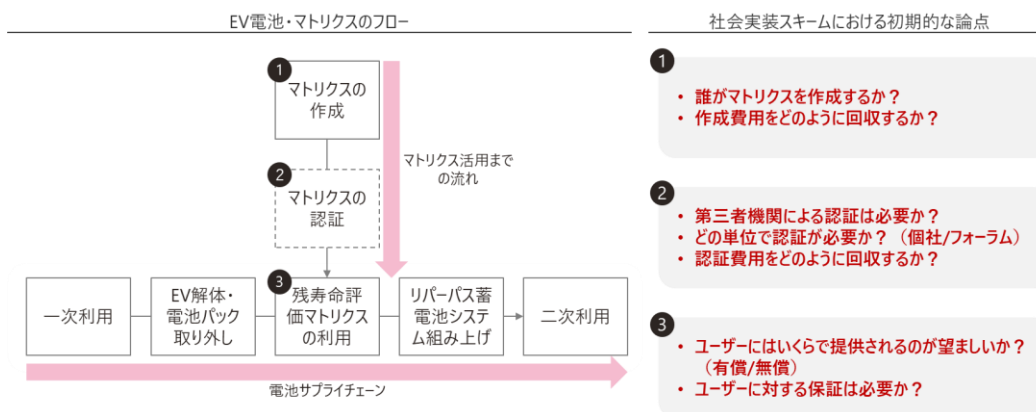 EV電池・マトリクスのフロー
社会実装スキームにおける初期的な論点
1
マトリクスの
作成
マトリクス活用まで
の流れ
2
マトリクスの
認証
一次利用
EV解体・
電池パック
取り外し
3
残寿命評
価マトリクス
の利用
リパーパス蓄
電池システ
ム組み上げ
二次利用
電池サプライチェーン
1
• 誰がマトリクスを作成するか？
• 作成費用をどのように回収するか？
2
• 第三者機関による認証は必要か？
• どの単位で認証が必要か？（個社/フォーラム）
• 認証費用をどのように回収するか？
3
• ユーザーにはいくらで提供されるのが望ましいか？
（有償/無償）
• ユーザーに対する保証は必要か？